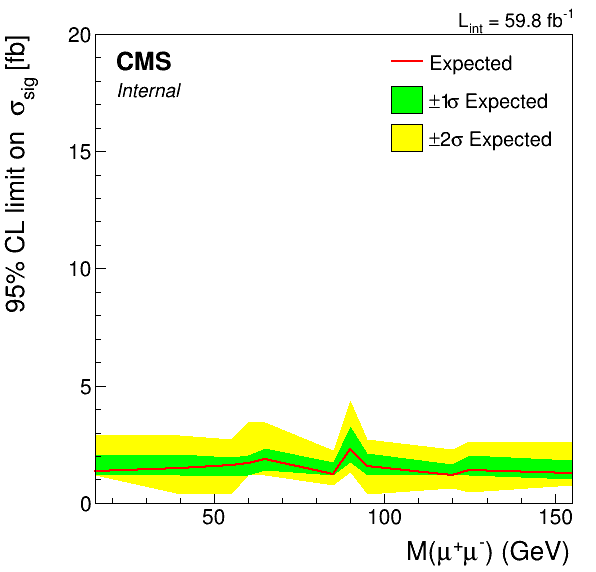 L_int = 59.8 fb⁻¹
CMS
Internal
Expected
±1σ Expected
±2σ Expected
95% CL limit on σ_sig [fb]
20
15
10
5
0
50
100
150
M(μ⁺μ⁻) (GeV)